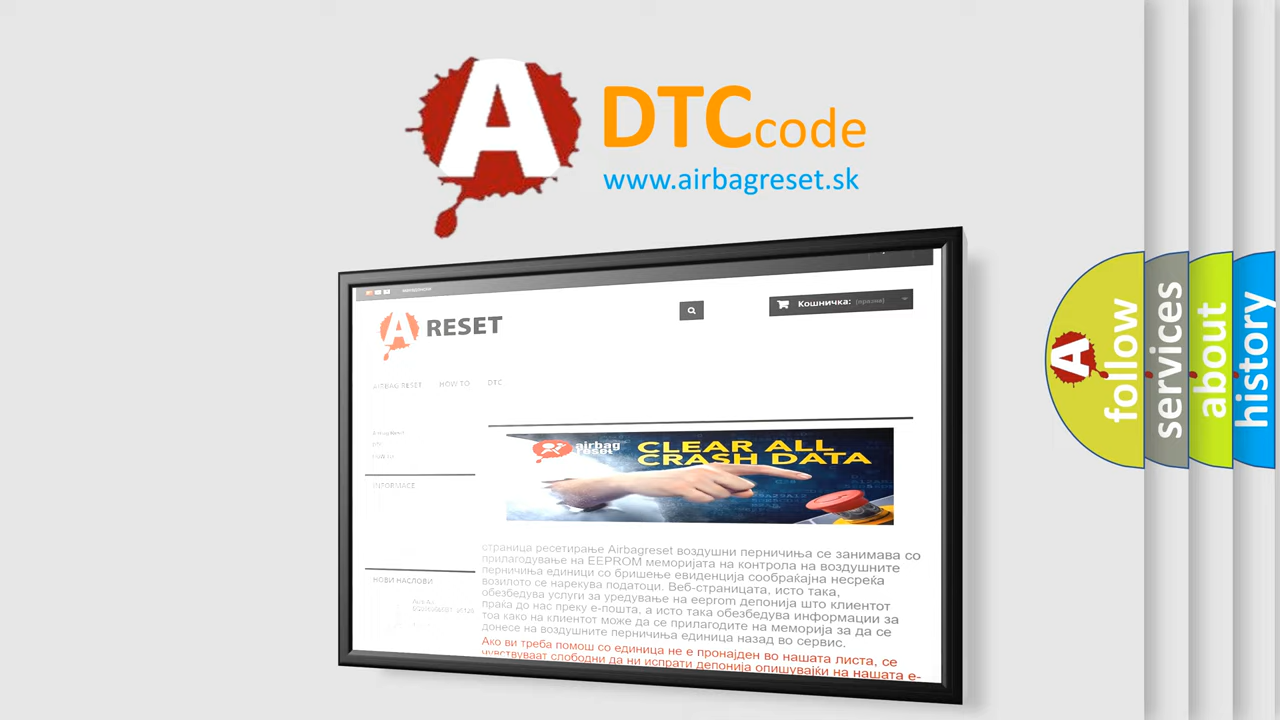 A
DTCcode
www.airbagreset.sk
A RESET
Кошничка: (празни)
AIRBAG RESET HOW TO DTC
airbag
reset
CLEAR ALL
CRASH DATA
INFORMACE
страница ресетирање Airbagreset воздушни перничиња се занимава со
прилагодување на EEPROM меморијата на контрола на воздушните
перничиња единици со бришење евиденција сообраќајна несреќа
возилото се нарекува податоци. Веб-страницата, исто така,
обезбедува услуги за уредување на eeprom депонија што клиентот
праќа до нас преку е-пошта, а исто така обезбедува информации за
тоа како на клиентот може да се прилагодите на меморија за да се
донесе на воздушните перничиња единица назад во сервис.
Ако ви треба помош со единица не е пронајден во нашата листа, се
чувствуваат слободни да ни испрати депонија опишувајќи на нашата е-
НОВИ НАСЛОВИ
A
follow
services
about
history